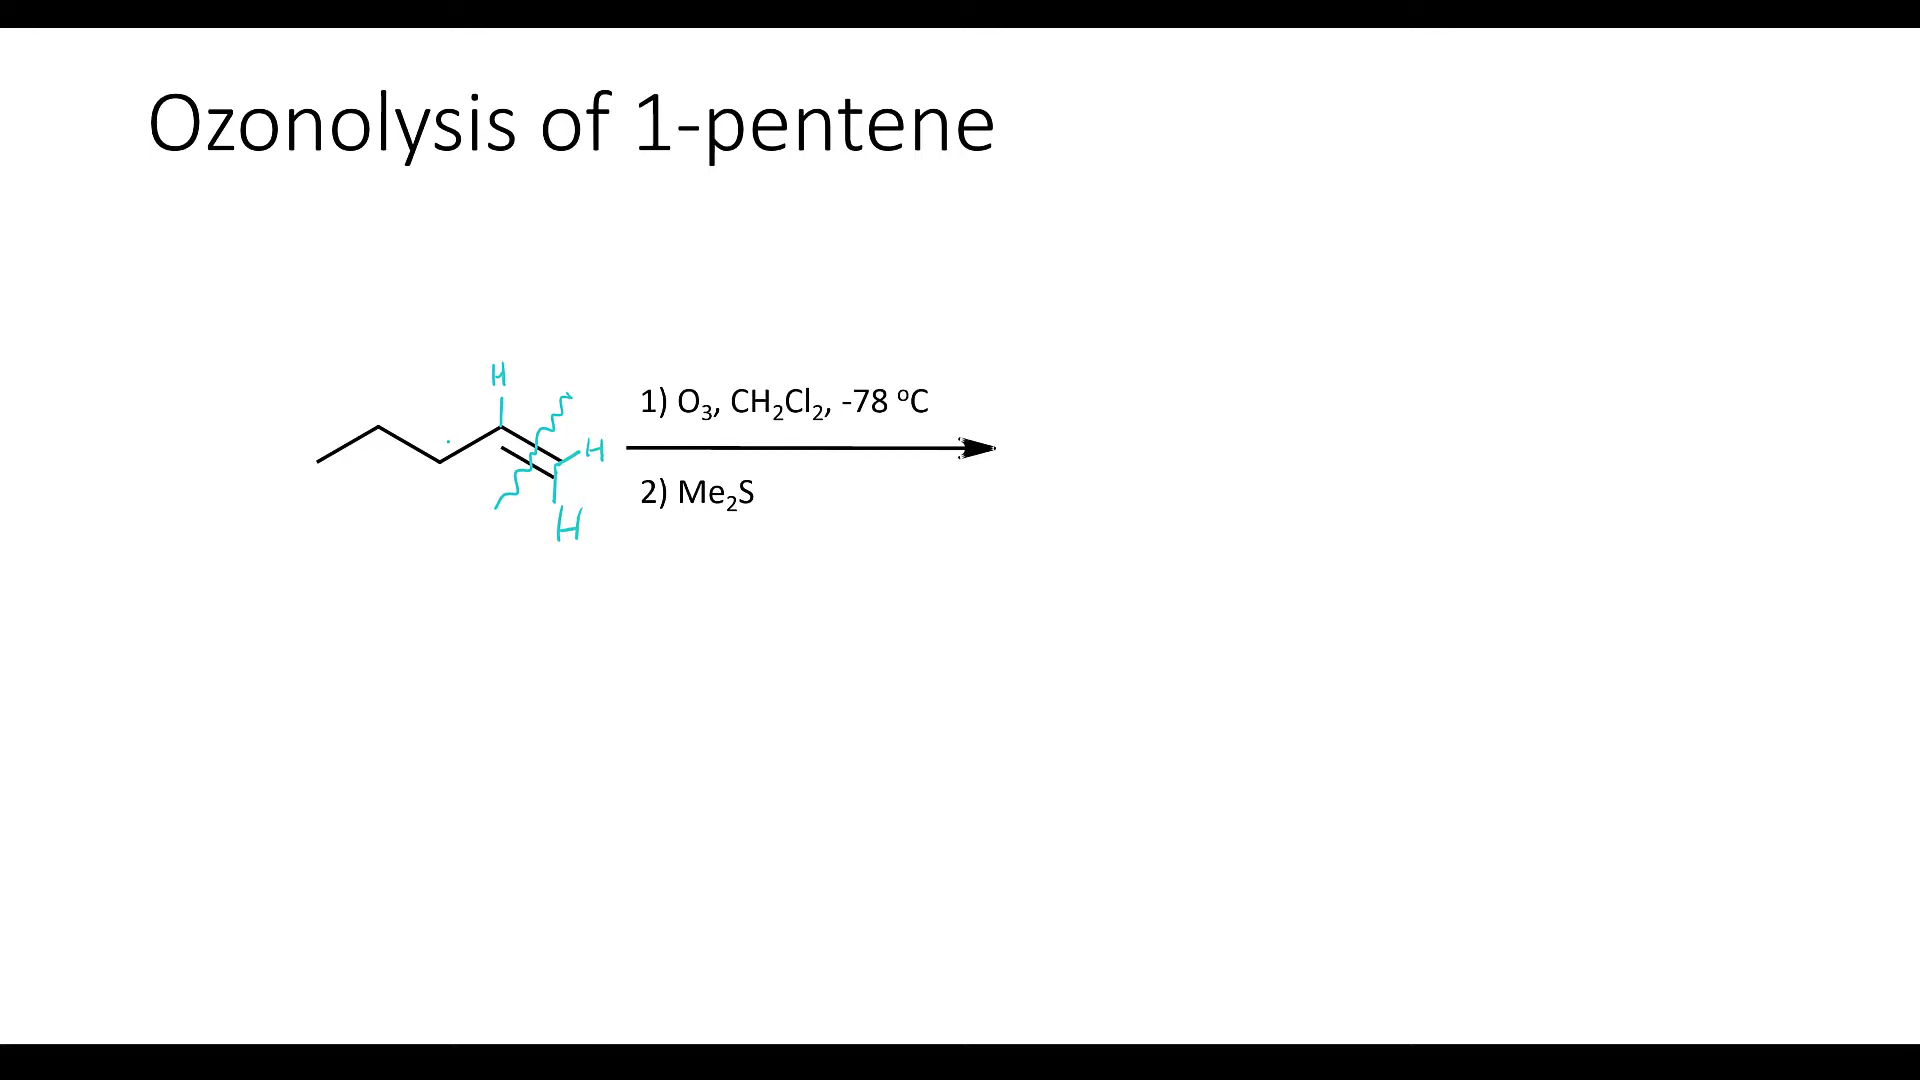 Ozonolysis of 1-pentene
H
1) O₃, CH₂Cl₂, -78 ᵒC
H
2) Me₂S
H